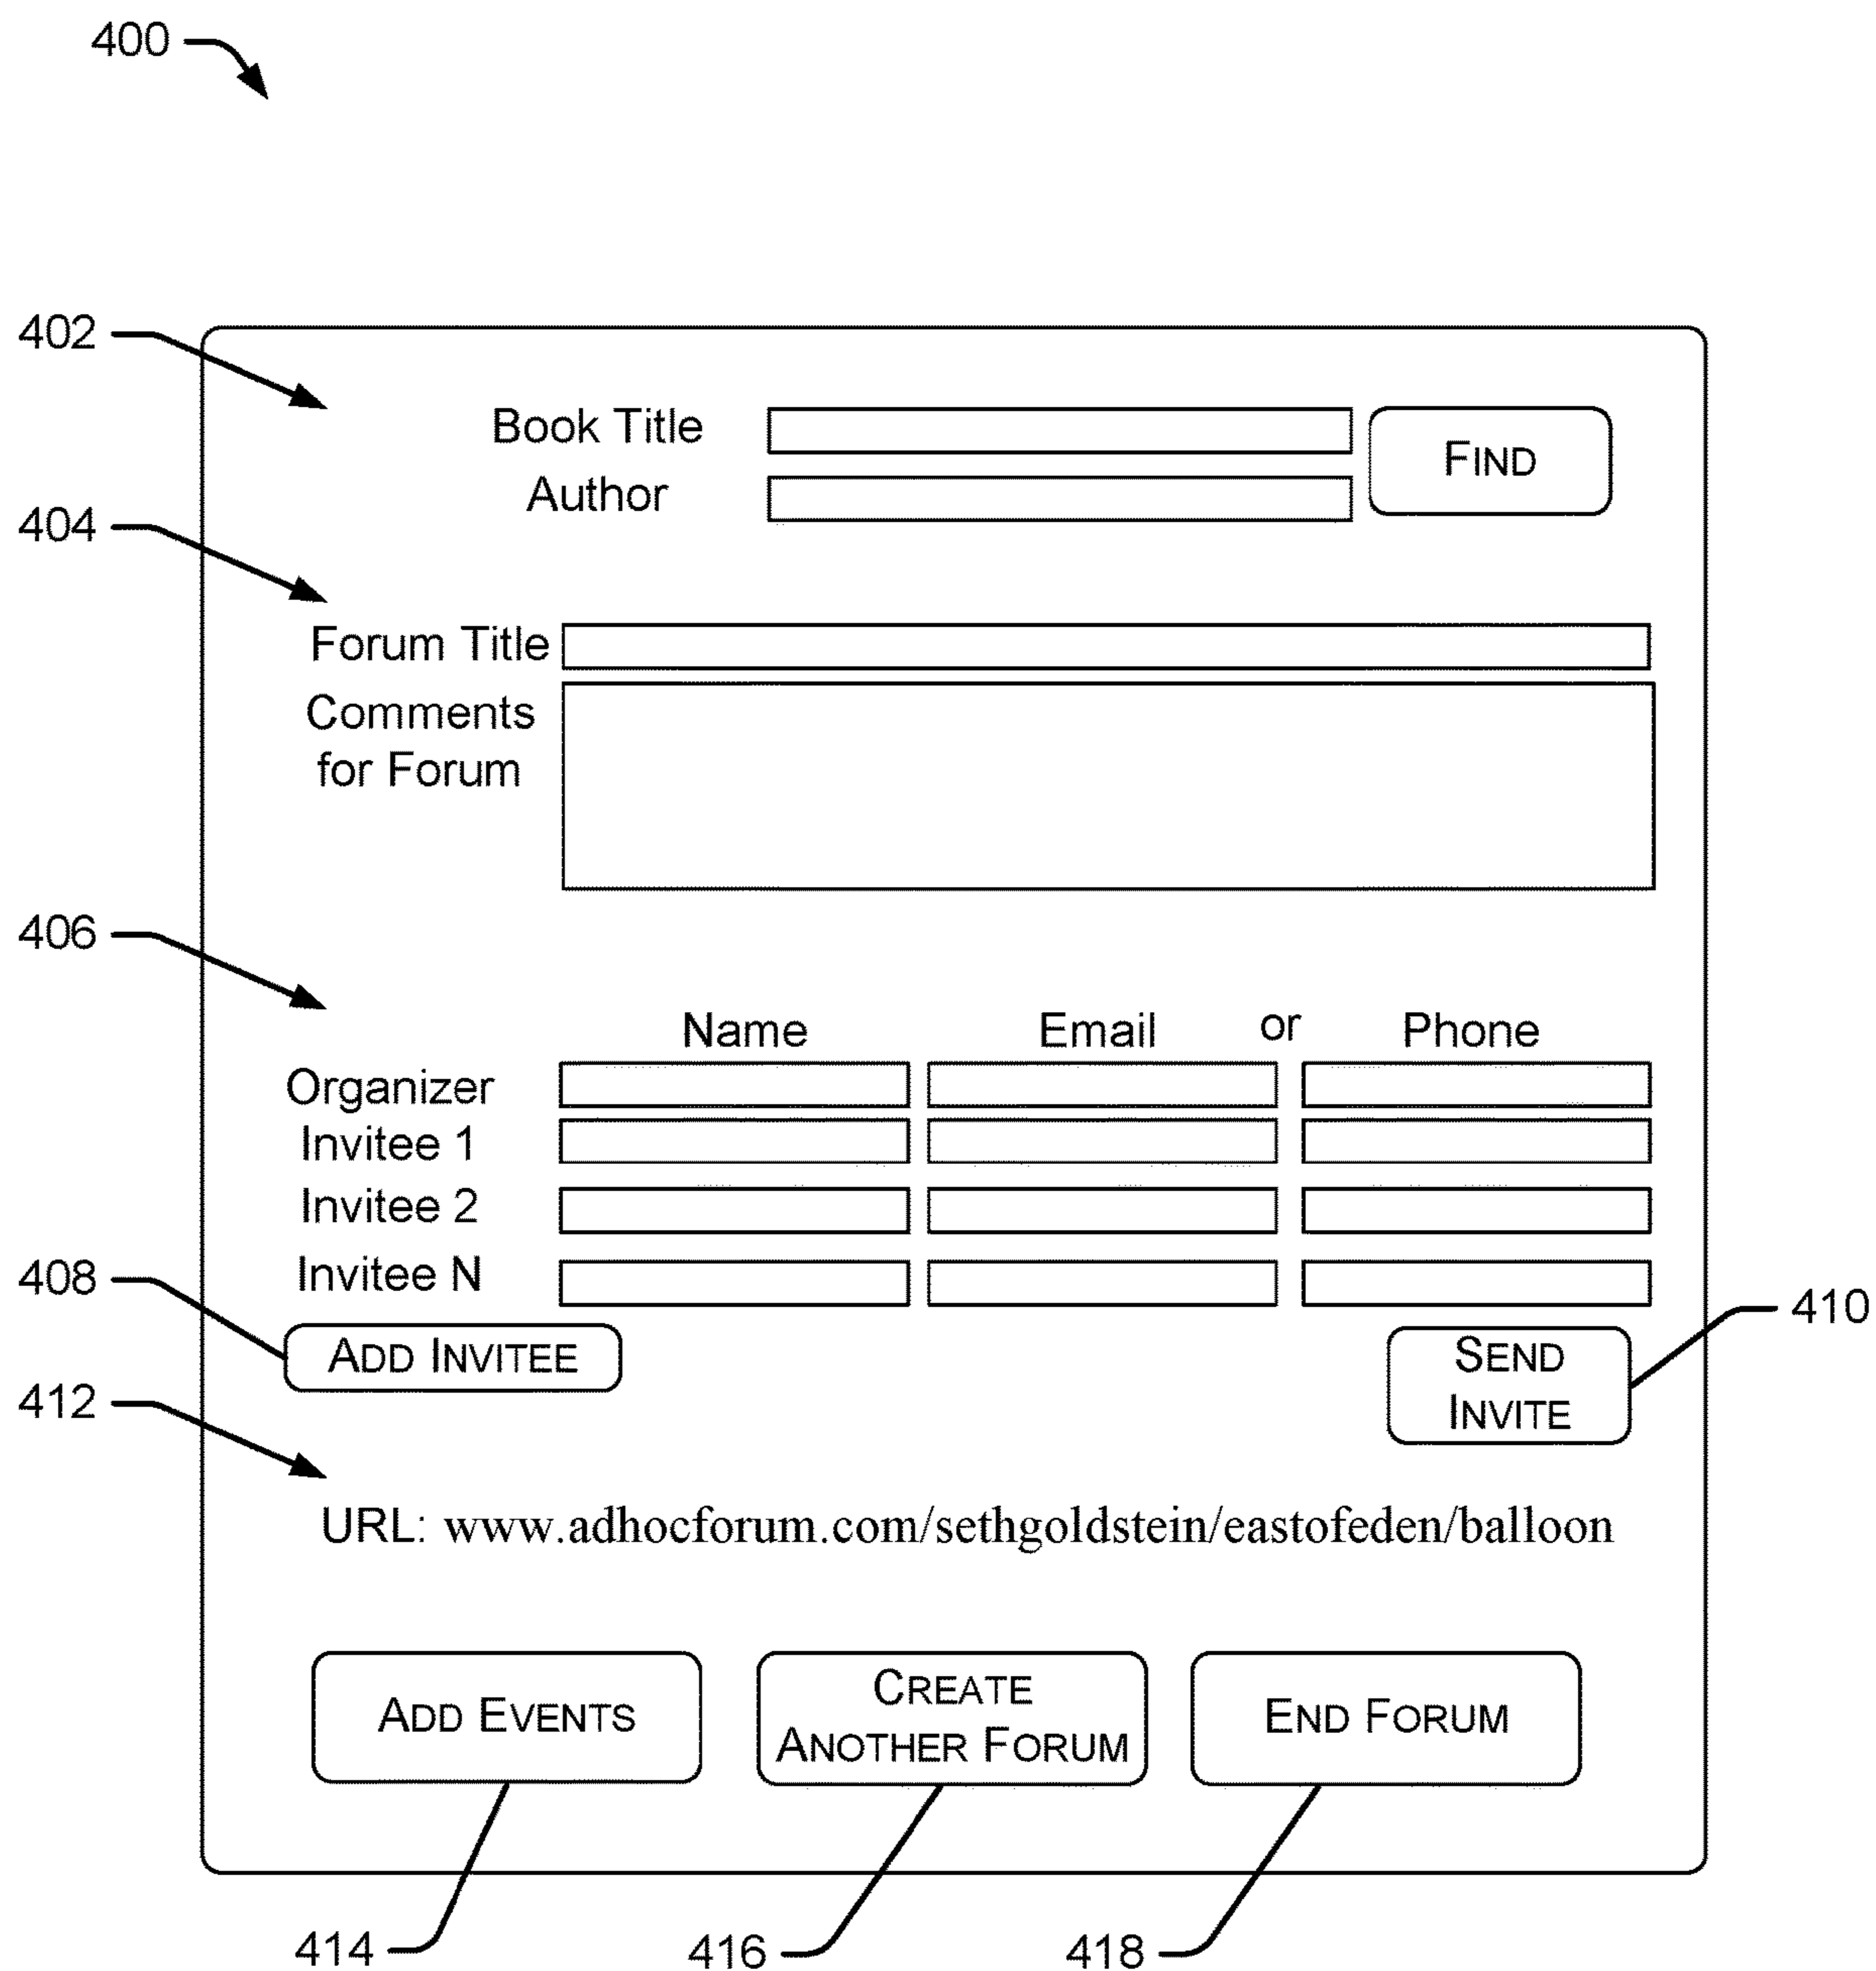 400
402
Book Title
FIND
Author
404
Forum Title
Comments
for Forum
406
Name Email or Phone
Organizer
Invitee 1
Invitee 2
Invitee N
408
410
ADD INVITEE
SEND
INVITE
412
URL: www.adhocforum.com/sethgoldstein/eastofeden/balloon
ADD EVENTS
CREATE
ANOTHER FORUM
END FORUM
414 416 418